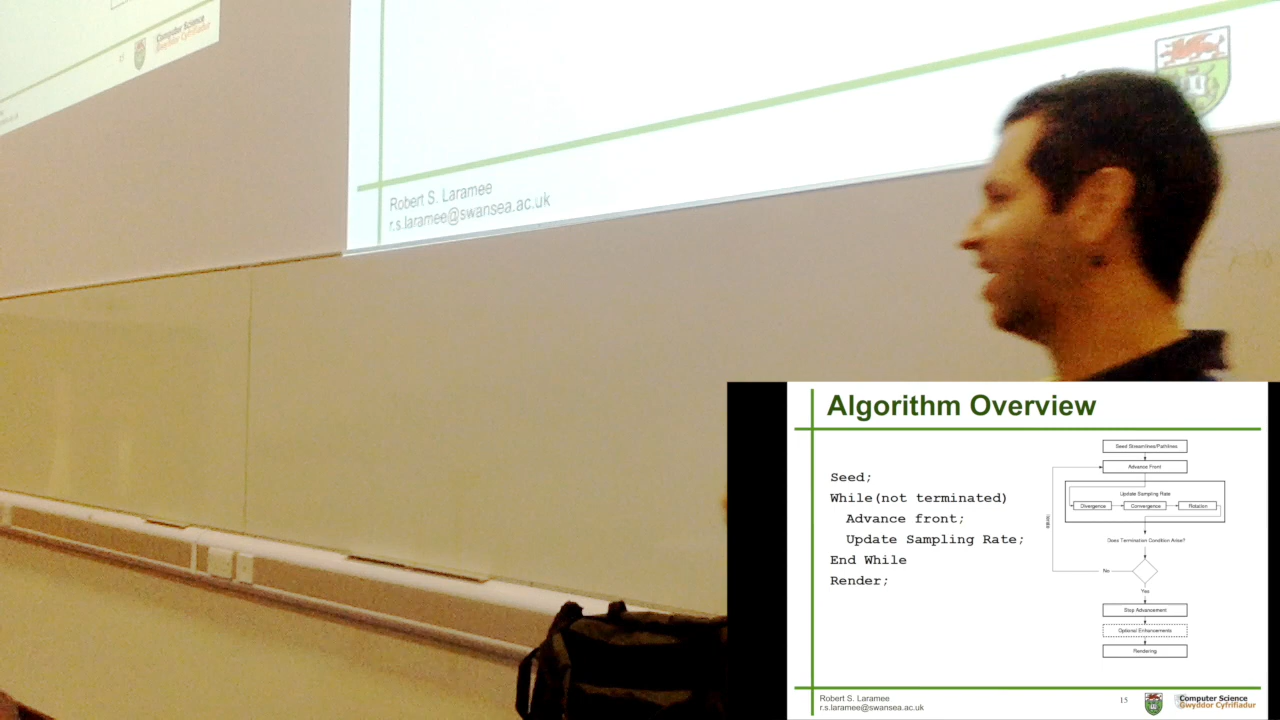 Computer Science
Gwyddor Cyfrifiadur
15
Robert S. Laramee
r.s.laramee@swansea.ac.uk
Algorithm Overview
Seed;
While(not terminated)
Advance front;
Update Sampling Rate;
End While
Render;
Seed Streamlines/Pathlines
Advance Front
Update Sampling Rate
Divergence
Convergence
Rotation
Does Termination Condition Arise?
No
Yes
Stop Advancement
Optional Enhancements
Rendering
Robert S. Laramee
r.s.laramee@swansea.ac.uk
15
Computer Science
Gwyddor Cyfrifiadur